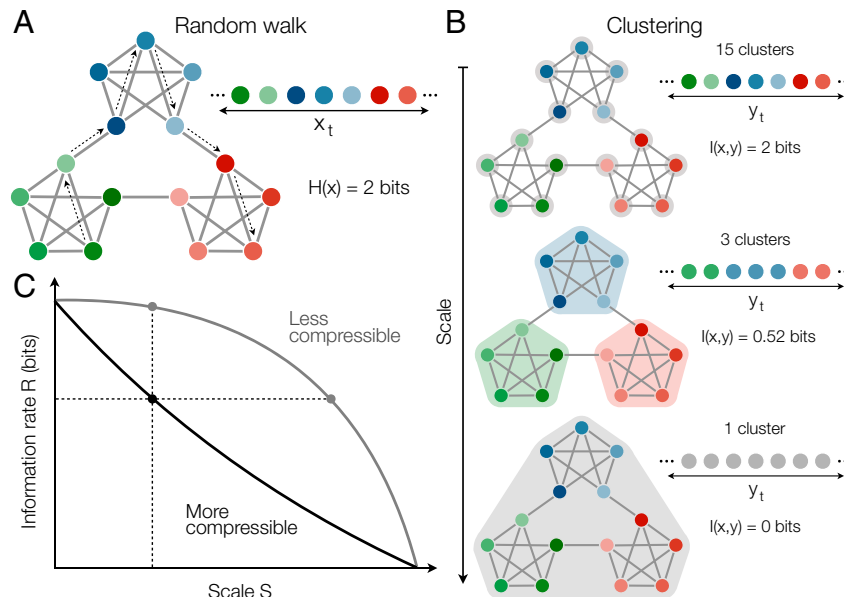 A
Random walk
... ...
x t
H(x) = 2 bits
B
Clustering
15 clusters
...
y t
I(x,y) = 2 bits
3 clusters
...
y t
I(x,y) = 0.52 bits
1 cluster
...
y t
I(x,y) = 0 bits
Scale
C
Less
compressible
More
compressible
Information rate R (bits)
Scale S